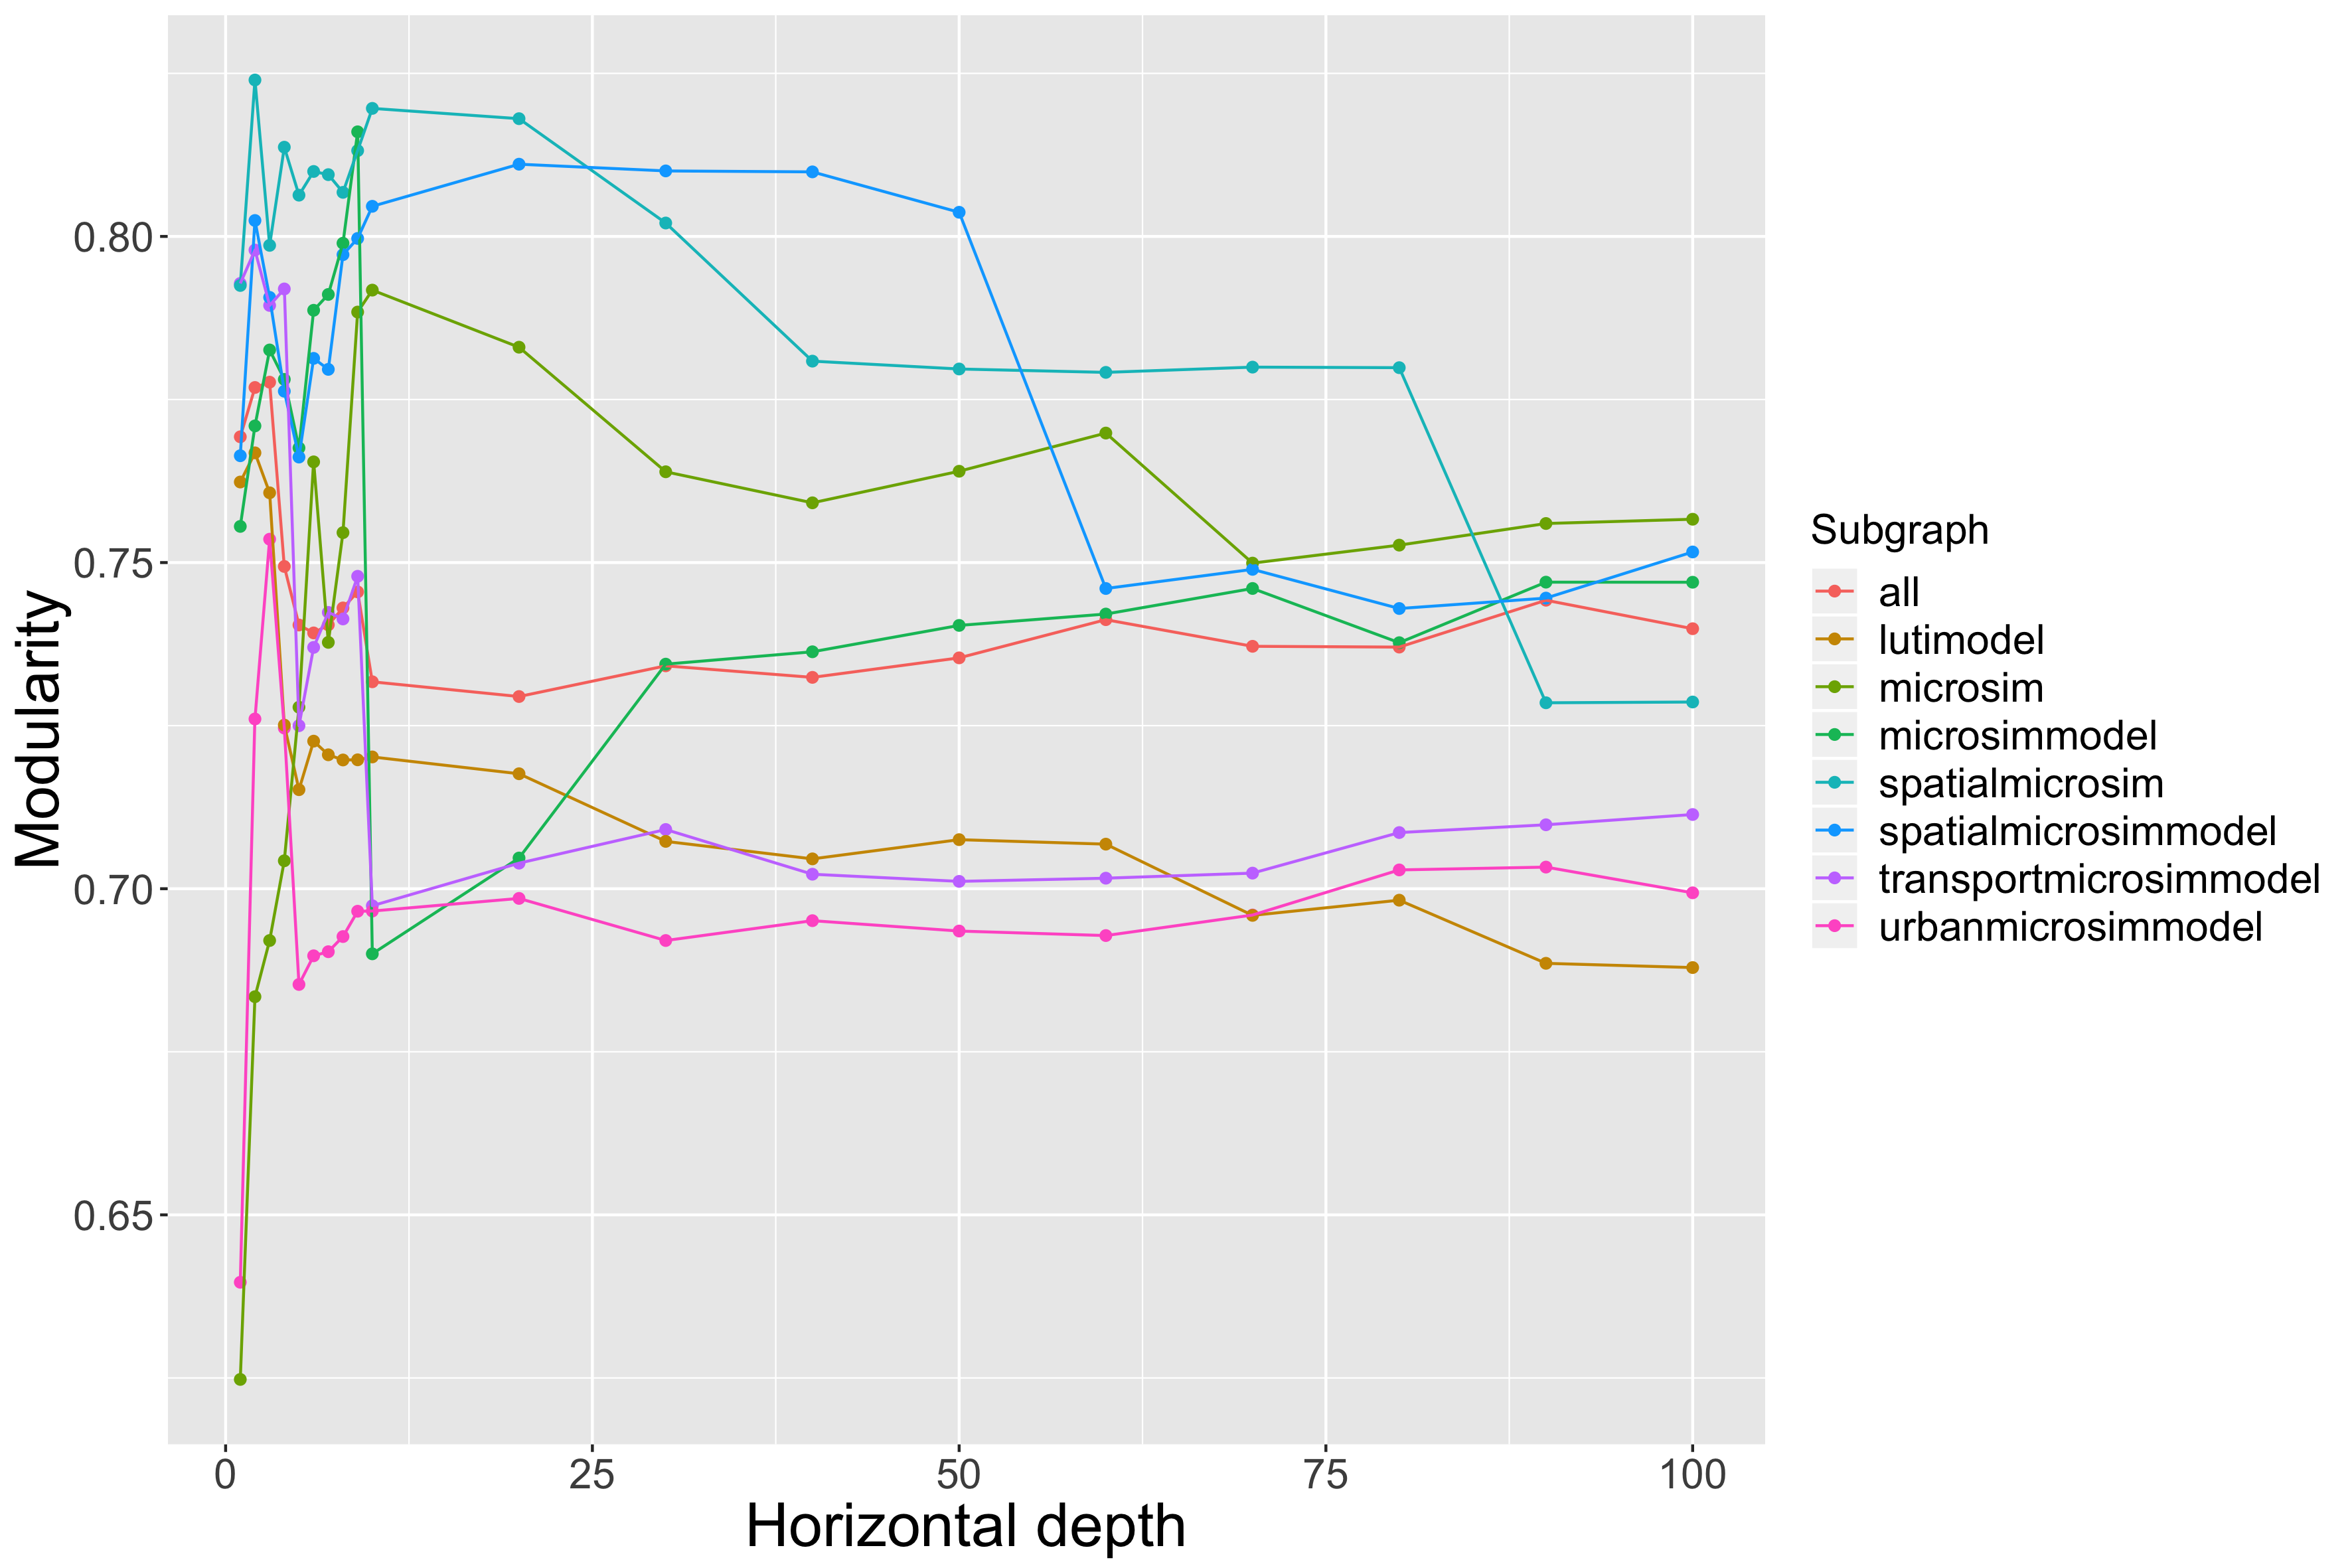 Modularity
0.80
0.75
0.70
0.65
0
25
50
75
100
Horizontal depth
Subgraph
all
lutimodel
microsim
microsimmodel
spatialmicrosim
spatialmicrosimmodel
transportmicrosimmodel
urbanmicrosimmodel